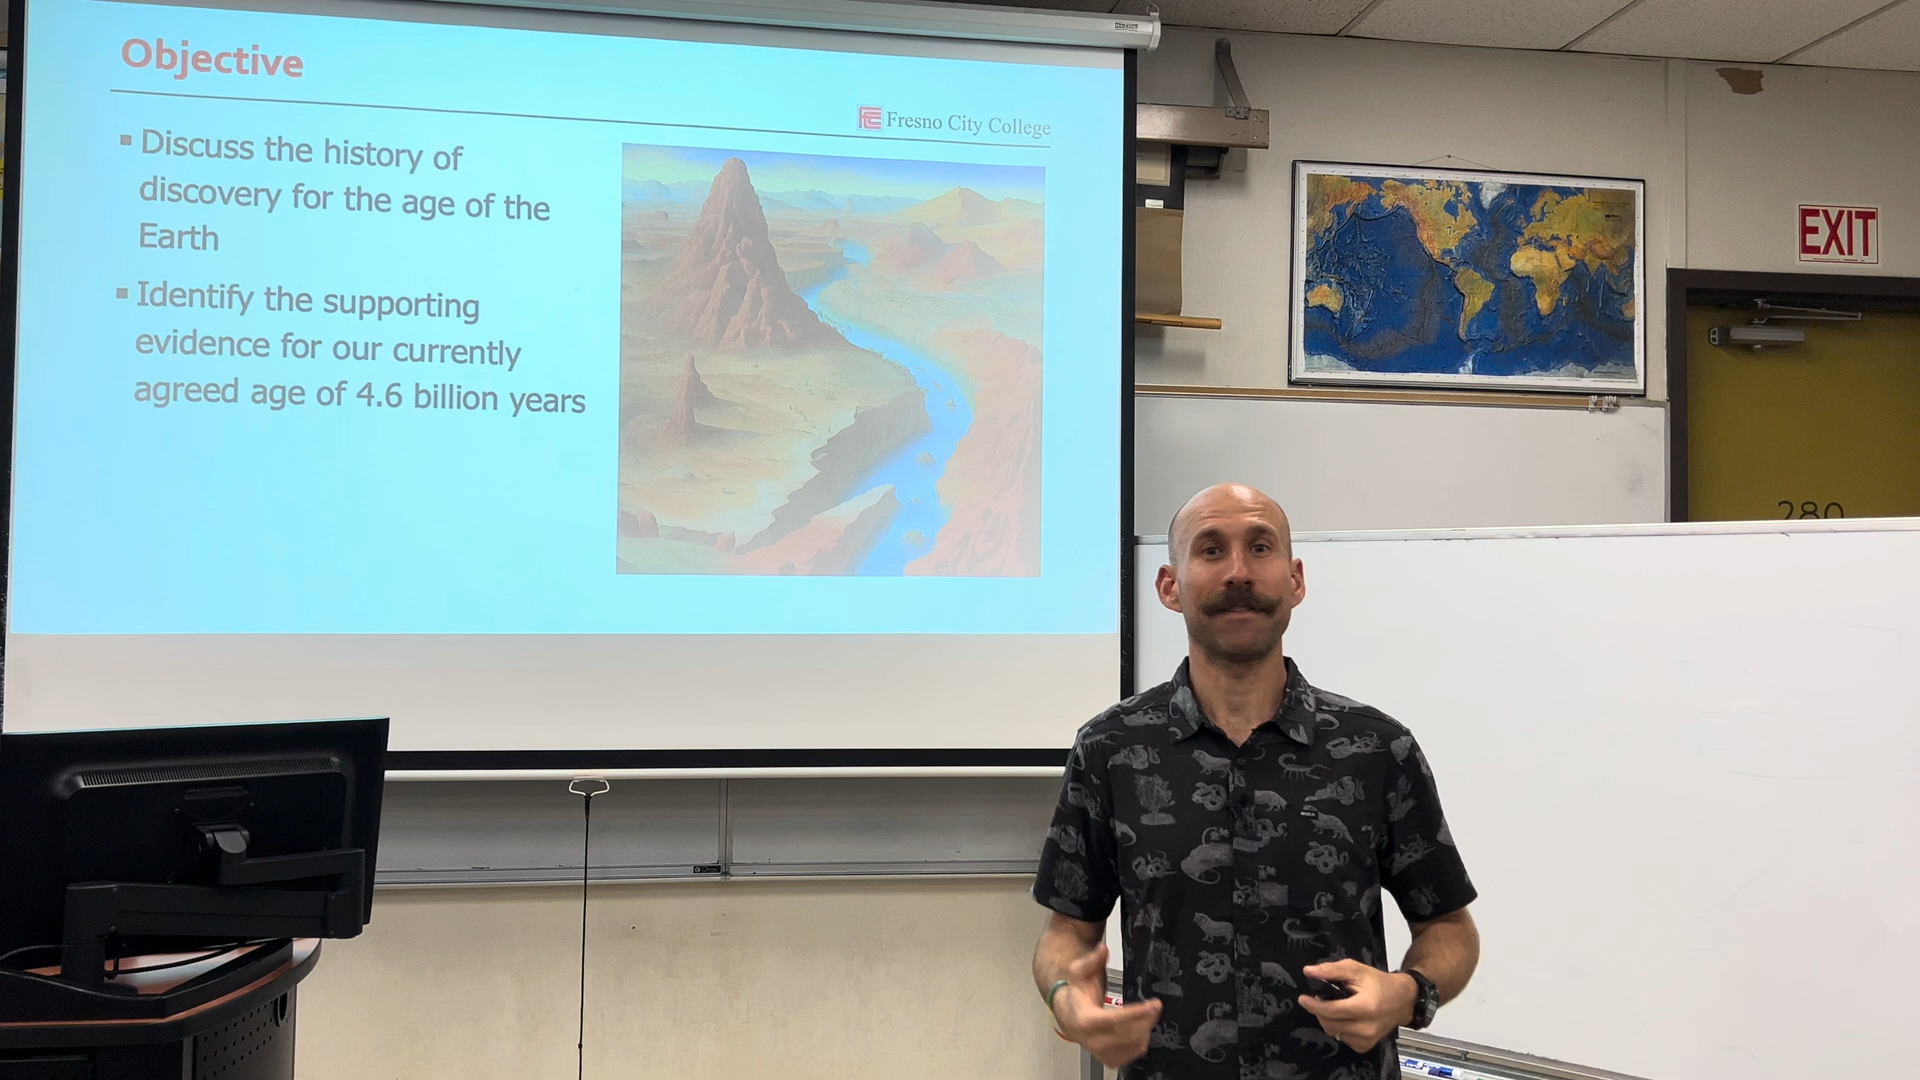 Objective
Fresno City College
▪ Discuss the history of
discovery for the age of the
Earth
▪ Identify the supporting
evidence for our currently
agreed age of 4.6 billion years
EXIT
280